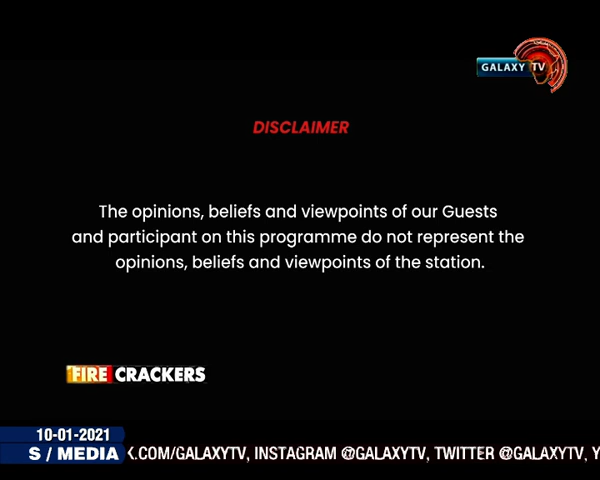 GALAXY TV
DISCLAIMER
The opinions, beliefs and viewpoints of our Guests
and participant on this programme do not represent the
opinions, beliefs and viewpoints of the station.
FIRE CRACKERS
10-01-2021
S / MEDIA K.COM/GALAXYTV, INSTAGRAM @GALAXYTV, TWITTER @GALAXYTV, Y